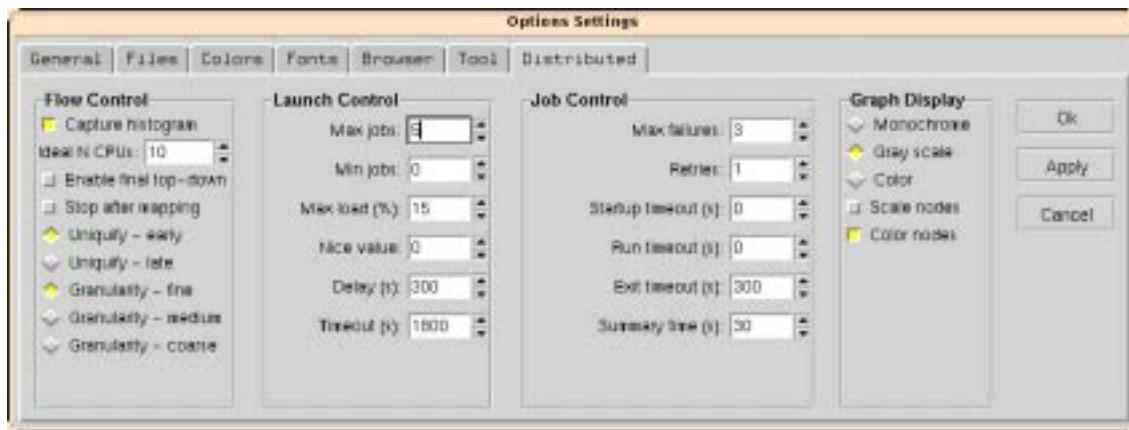 Options Settings
General Files Colors Fonts Browser Tool Distributed
Flow Control
Capture histogram
Ideal N CPUs: 10
Enable final top-down
Stop after mapping
Uniquify - early
Uniquify - late
Granularity - fine
Granularity - medium
Granularity - coarse
Launch Control
Max jobs: 5
Min jobs: 0
Max load (%): 15
Nice value: 0
Delay (s): 300
Timeout (s): 1800
Job Control
Max failures: 3
Retries: 1
Startup timeout (s): 0
Run timeout (s): 0
Exit timeout (s): 300
Summary time (s): 30
Graph Display
Monochrome
Gray scale
Color
Scale nodes
Color nodes
Ok
Apply
Cancel